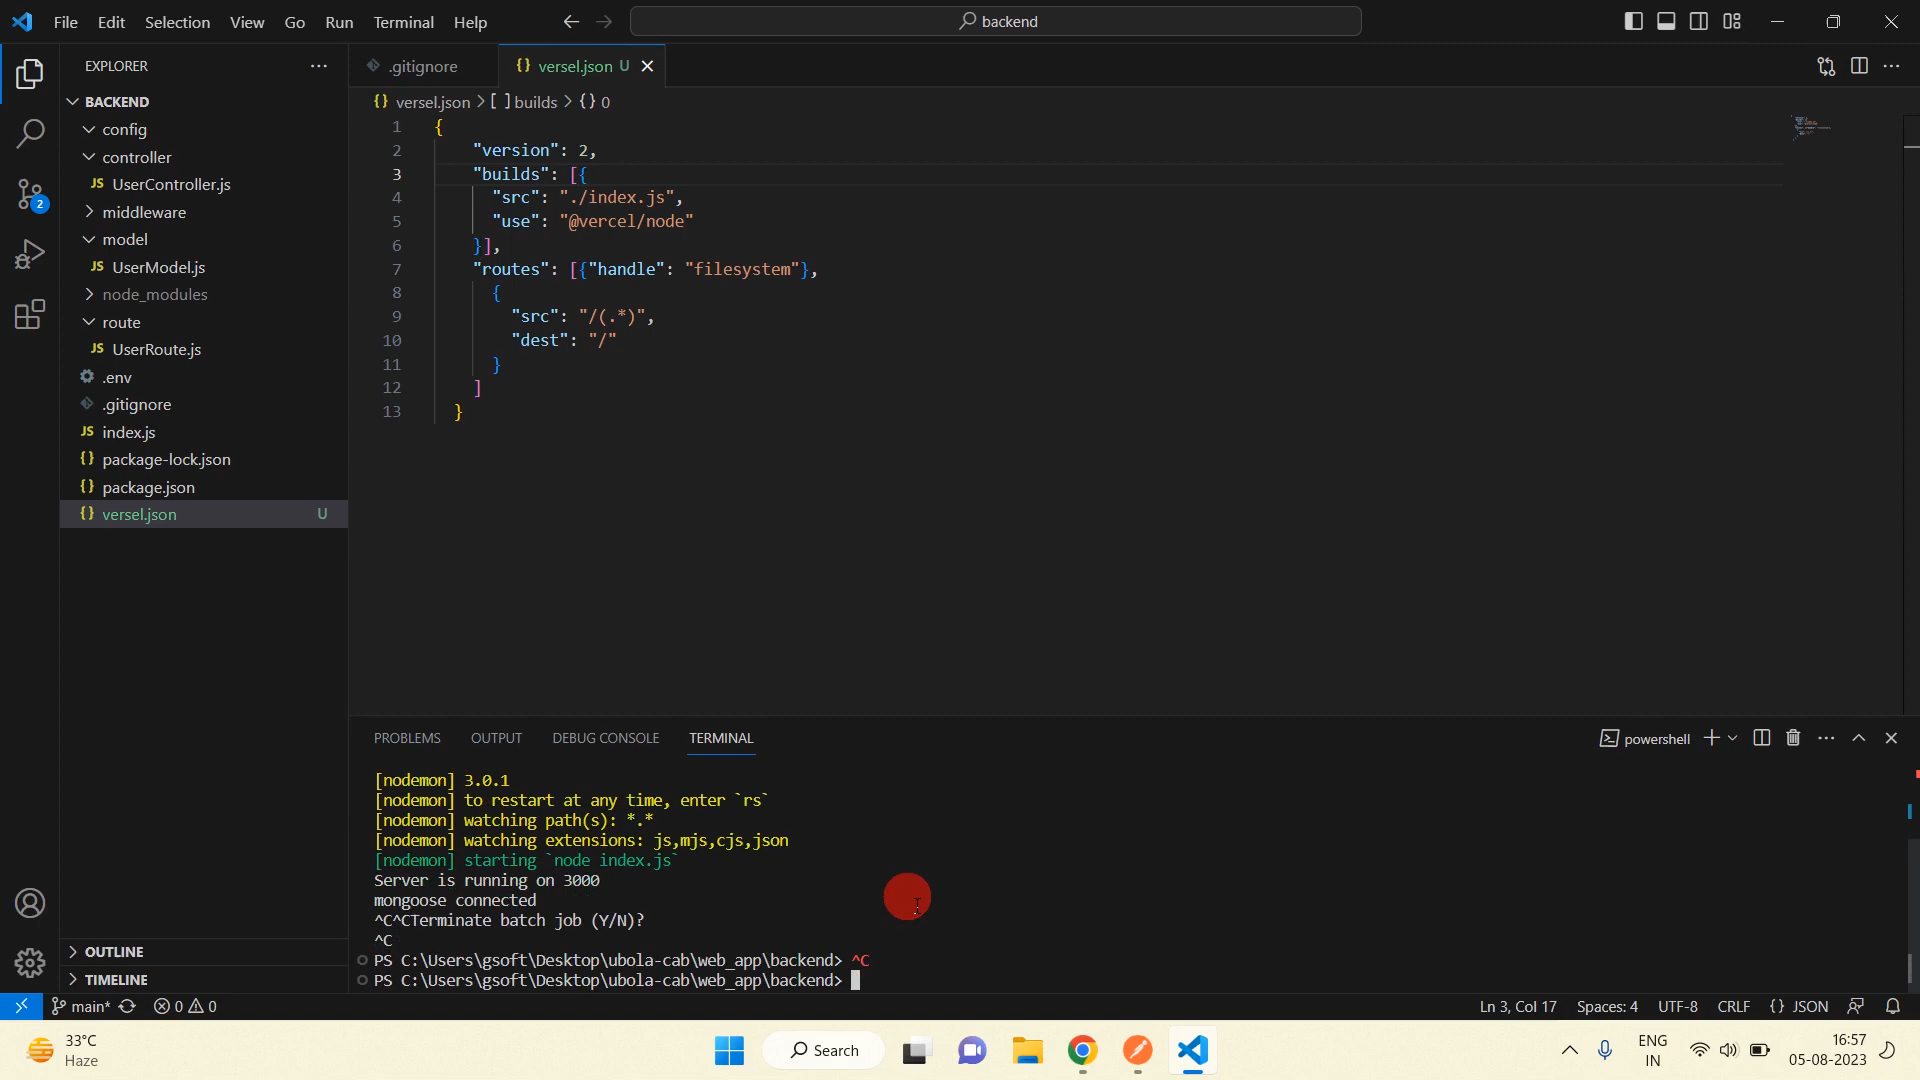 File Edit Selection View Go Run Terminal Help
backend
EXPLORER
.gitignore
{} versel.json U
{} versel.json > [ ] builds > {} 0
BACKEND
config
controller
JS UserController.js
middleware
model
JS UserModel.js
node_modules
route
JS UserRoute.js
.env
.gitignore
JS index.js
{} package-lock.json
{} package.json
{} versel.json U
OUTLINE
TIMELINE
2
1 {
2 "version": 2,
3 "builds": [{
4 "src": "./index.js",
5 "use": "@vercel/node"
6 }],
7 "routes": [{"handle": "filesystem"},
8 {
9 "src": "/(.*)",
10 "dest": "/"
11 }
12 ]
13 }
PROBLEMS OUTPUT DEBUG CONSOLE TERMINAL
powershell
[nodemon] 3.0.1
[nodemon] to restart at any time, enter `rs`
[nodemon] watching path(s): *.*
[nodemon] watching extensions: js,mjs,cjs,json
[nodemon] starting `node index.js`
Server is running on 3000
mongoose connected
^C^CTerminate batch job (Y/N)?
^C
PS C:\Users\gsoft\Desktop\ubola-cab\web_app\backend> ^C
PS C:\Users\gsoft\Desktop\ubola-cab\web_app\backend>
main* 0 0
Ln 3, Col 17 Spaces: 4 UTF-8 CRLF {} JSON
33°C
Haze
Search
ENG
IN
16:57
05-08-2023